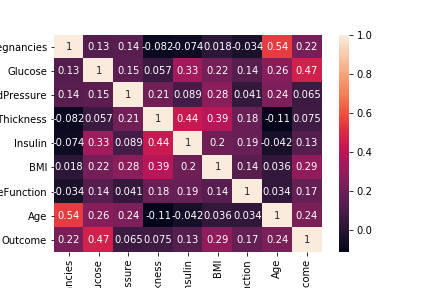 egnancies 1 0.13 0.14 -0.082 -0.074 0.018 -0.034 0.54 0.22
Glucose 0.13 1 0.15 0.057 0.33 0.22 0.14 0.26 0.47
dPressure 0.14 0.15 1 0.21 0.089 0.28 0.041 0.24 0.065
Thickness -0.082 0.057 0.21 1 0.44 0.39 0.18 -0.11 0.075
Insulin -0.074 0.33 0.089 0.44 1 0.2 0.19 -0.042 0.13
BMI 0.018 0.22 0.28 0.39 0.2 1 0.14 0.036 0.29
eFunction -0.034 0.14 0.041 0.18 0.19 0.14 1 0.034 0.17
Age 0.54 0.26 0.24 -0.11 -0.042 0.036 0.034 1 0.24
Outcome 0.22 0.47 0.065 0.075 0.13 0.29 0.17 0.24 1
ncies
ucose
ssure
kness
sulin
BMI
nction
Age
come
1.0
0.8
0.6
0.4
0.2
0.0